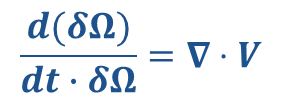 d(δΩ) / dt · δΩ = ∇ · V